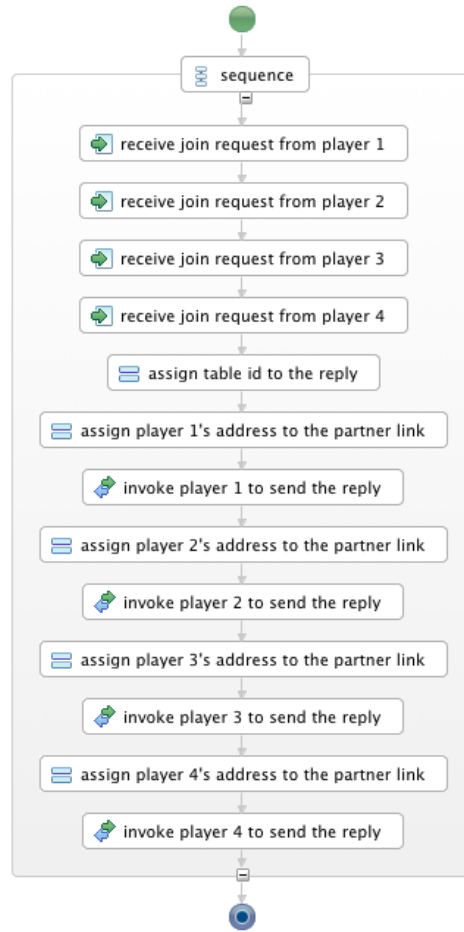 sequence
receive join request from player 1
receive join request from player 2
receive join request from player 3
receive join request from player 4
assign table id to the reply
assign player 1's address to the partner link
invoke player 1 to send the reply
assign player 2's address to the partner link
invoke player 2 to send the reply
assign player 3's address to the partner link
invoke player 3 to send the reply
assign player 4's address to the partner link
invoke player 4 to send the reply